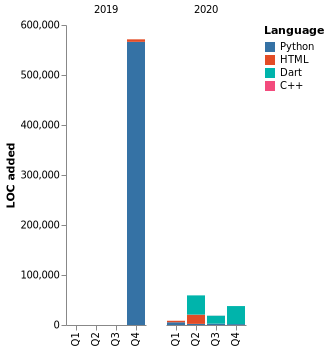 2019 2020
Language
Python
HTML
Dart
C++
LOC added
600,000
500,000
400,000
300,000
200,000
100,000
0
Q1 Q2 Q3 Q4 Q1 Q2 Q3 Q4